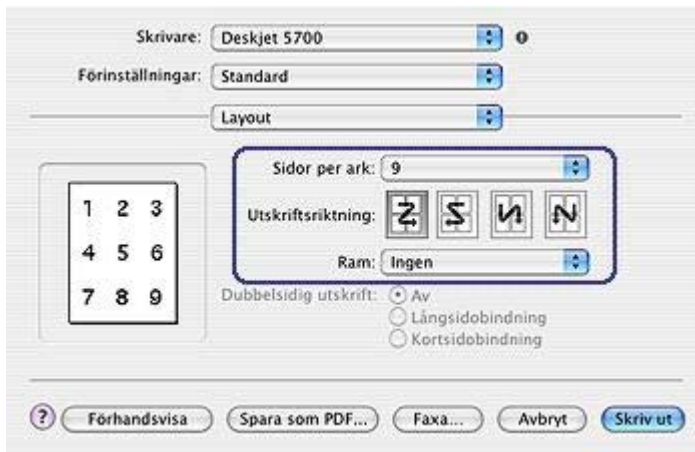 Skrivare: Deskjet 5700
Förinställningar: Standard
Layout
Sidor per ark: 9
Utskriftsriktning:
Ram: Ingen
1 2 3
4 5 6
7 8 9
Dubbelsidig utskrift: Av
Långsidobindning
Kortsidobindning
? Förhandsvisa Spara som PDF... Faxa... Avbryt Skriv ut